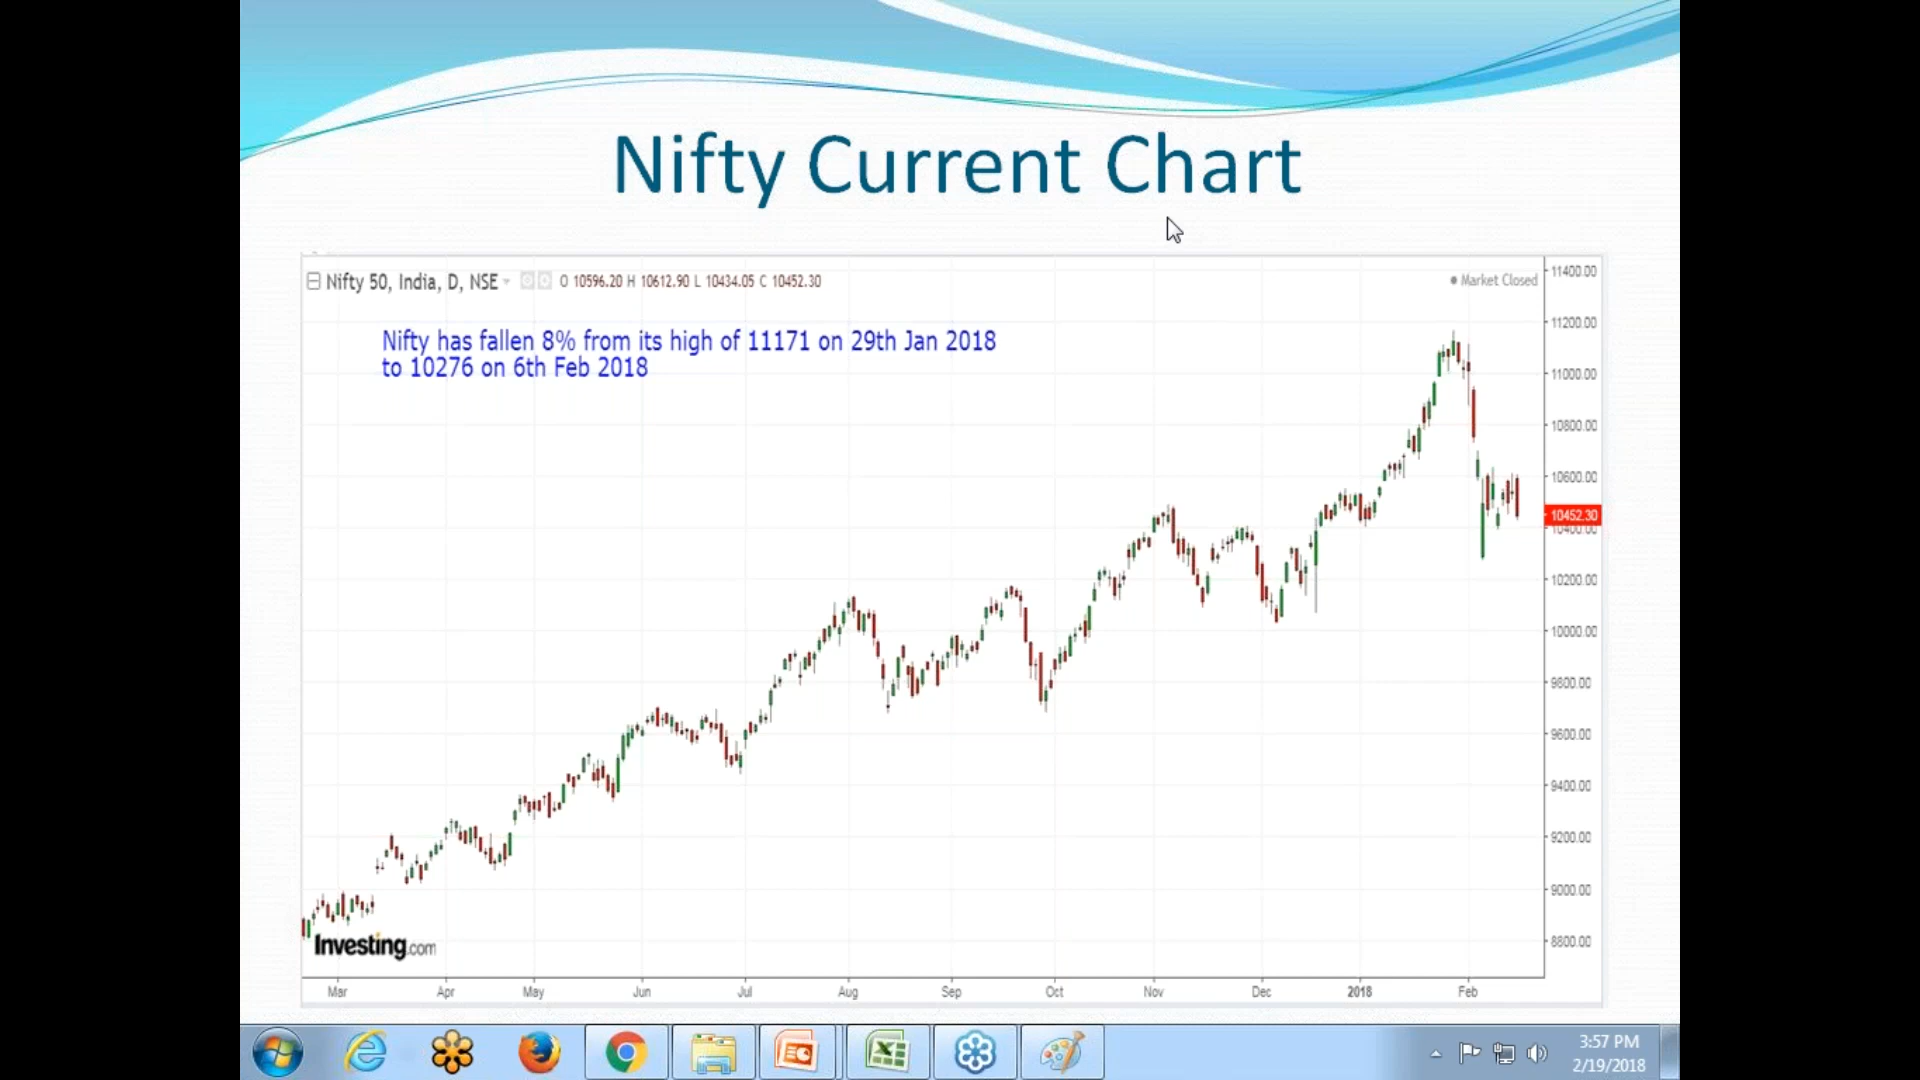 Nifty Current Chart
Nifty 50, India, D, NSE O 10596.20 H 10612.90 L 10434.05 C 10452.30
Market Closed
Nifty has fallen 8% from its high of 11171 on 29th Jan 2018
to 10276 on 6th Feb 2018
11400.00
11200.00
11000.00
10800.00
10600.00
10452.30
10400.00
10200.00
10000.00
9800.00
9600.00
9400.00
9200.00
9000.00
8800.00
Investing.com
Mar Apr May Jun Jul Aug Sep Oct Nov Dec 2018 Feb
3:57 PM
2/19/2018